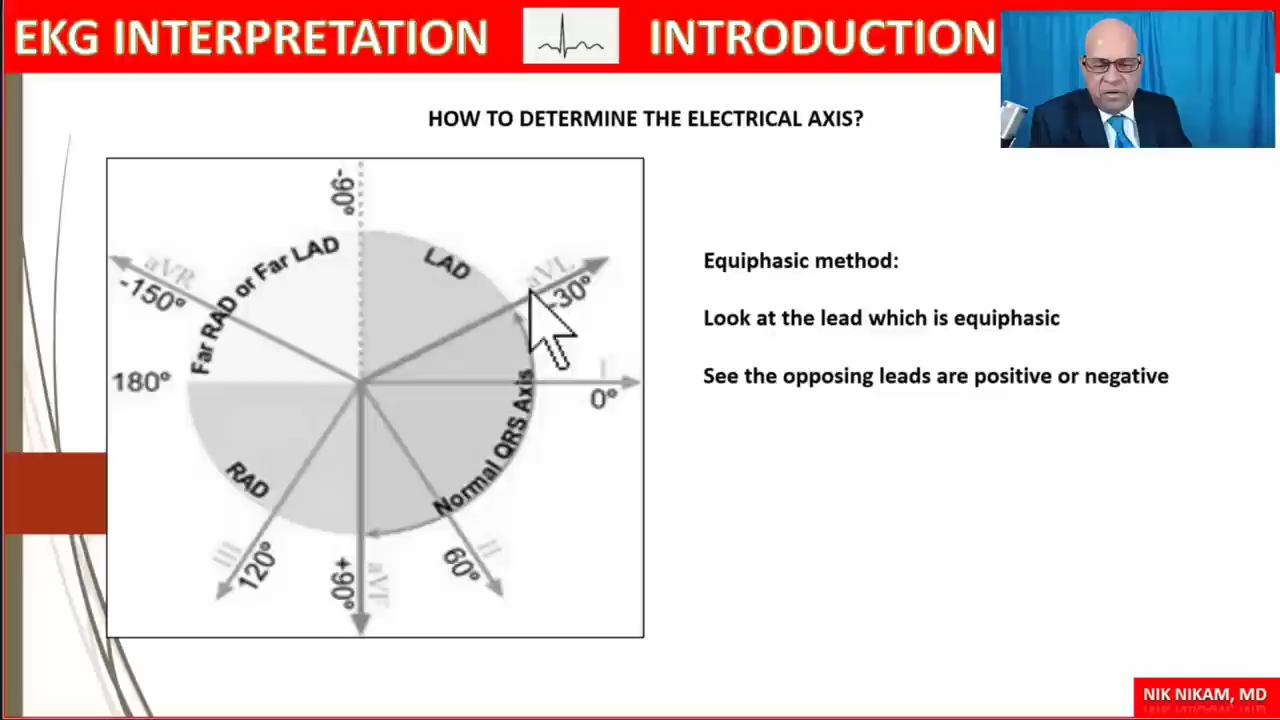 EKG INTERPRETATION
INTRODUCTION
HOW TO DETERMINE THE ELECTRICAL AXIS?
-90°
Far RAD or Far LAD
LAD
aVR
-150°
aVL
-30°
180°
I
0°
Normal QRS Axis
RAD
III
120°
+90°
aVF
60°
II
Equiphasic method:
Look at the lead which is equiphasic
See the opposing leads are positive or negative
NIK NIKAM, MD